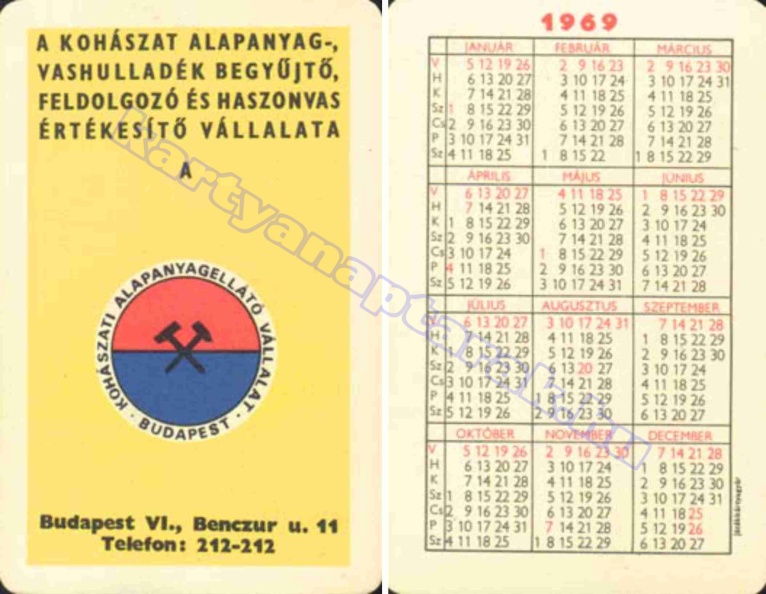 A KOHÁSZAT ALAPANYAG-,
VASHULLADÉK BEGYŰJTŐ,
FELDOLGOZÓ ÉS HASZONVAS
ÉRTÉKESÍTŐ VÁLLALATA
A
KOHÁSZATI ALAPANYAGELLÁTÓ VÁLLALAT · BUDAPEST ·
Budapest VI., Benczur u. 11
Telefon: 212-212
1969
JANUÁR FEBRUÁR MÁRCIUS
V 5 12 19 26 2 9 16 23 2 9 16 23 30
H 6 13 20 27 3 10 17 24 3 10 17 24 31
K 7 14 21 28 4 11 18 25 4 11 18 25
Sz 1 8 15 22 29 5 12 19 26 5 12 19 26
Cs 2 9 16 23 30 6 13 20 27 6 13 20 27
P 3 10 17 24 31 7 14 21 28 7 14 21 28
Sz 4 11 18 25 1 8 15 22 1 8 15 22 29
ÁPRILIS MÁJUS JÚNIUS
V 6 13 20 27 4 11 18 25 1 8 15 22 29
H 7 14 21 28 5 12 19 26 2 9 16 23 30
K 1 8 15 22 29 6 13 20 27 3 10 17 24
Sz 2 9 16 23 30 7 14 21 28 4 11 18 25
Cs 3 10 17 24 1 8 15 22 29 5 12 19 26
P 4 11 18 25 2 9 16 23 30 6 13 20 27
Sz 5 12 19 26 3 10 17 24 31 7 14 21 28
JÚLIUS AUGUSZTUS SZEPTEMBER
V 6 13 20 27 3 10 17 24 31 7 14 21 28
H 7 14 21 28 4 11 18 25 1 8 15 22 29
K 1 8 15 22 29 5 12 19 26 2 9 16 23 30
Sz 2 9 16 23 30 6 13 20 27 3 10 17 24
Cs 3 10 17 24 31 7 14 21 28 4 11 18 25
P 4 11 18 25 1 8 15 22 29 5 12 19 26
Sz 5 12 19 26 2 9 16 23 30 6 13 20 27
OKTÓBER NOVEMBER DECEMBER
V 5 12 19 26 2 9 16 23 30 7 14 21 28
H 6 13 20 27 3 10 17 24 1 8 15 22 29
K 7 14 21 28 4 11 18 25 2 9 16 23 30
Sz 1 8 15 22 29 5 12 19 26 3 10 17 24 31
Cs 2 9 16 23 30 6 13 20 27 4 11 18 25
P 3 10 17 24 31 7 14 21 28 5 12 19 26
Sz 4 11 18 25 1 8 15 22 29 6 13 20 27
Játékkártyagyár
kartyanaptarak.hu